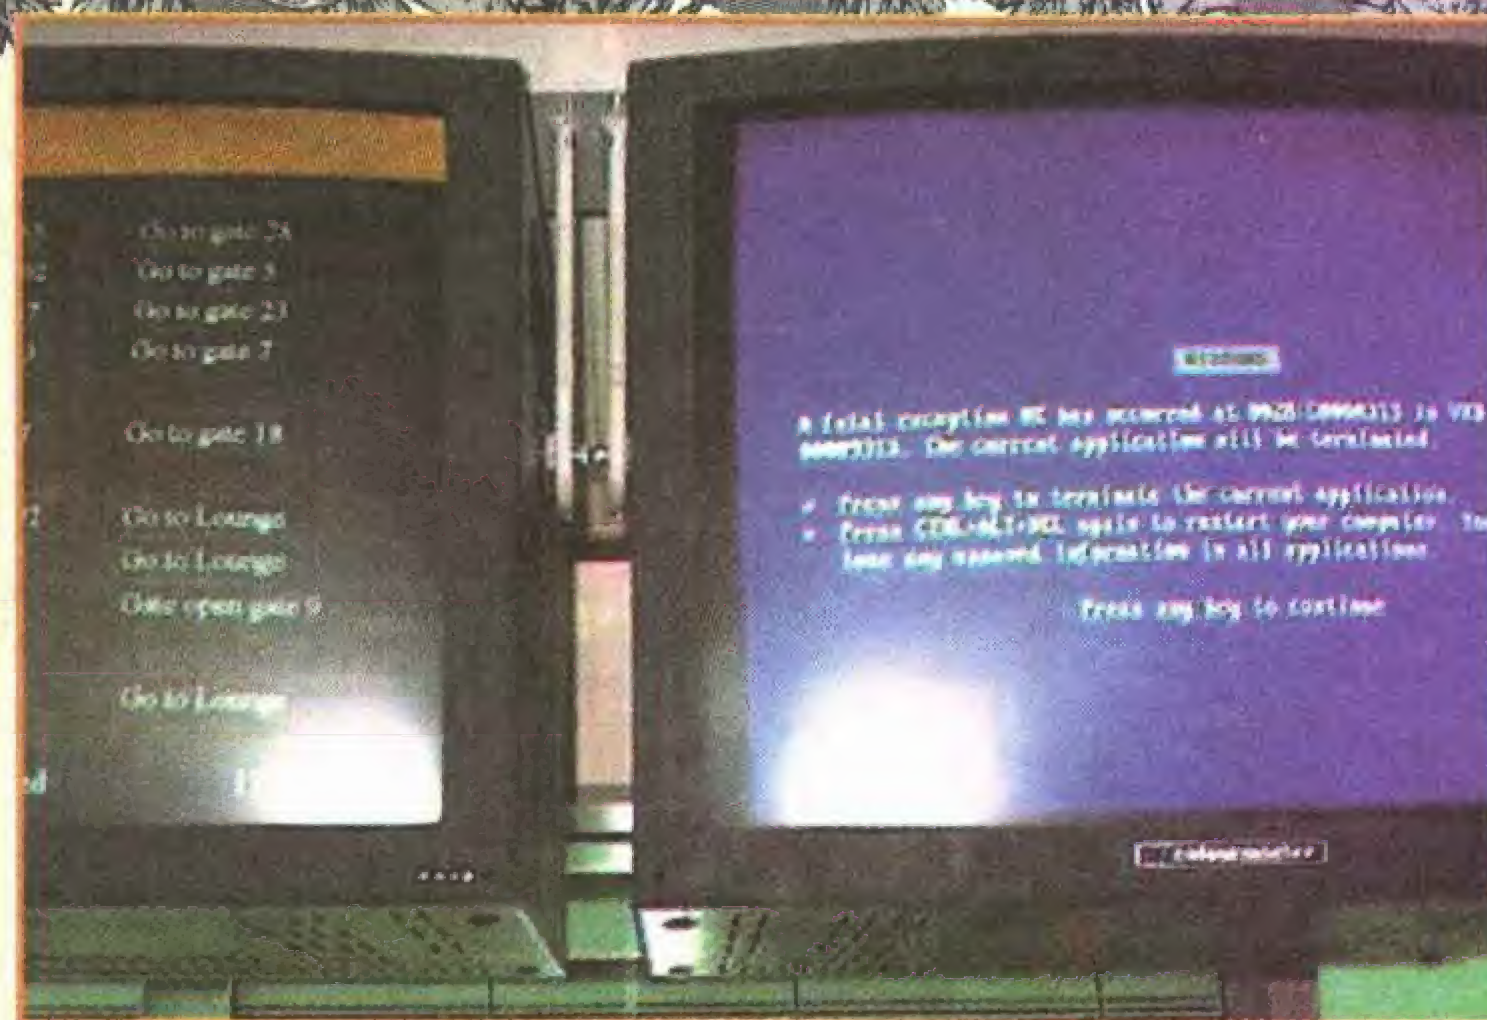 Go to gate 28
Go to gate 5
Go to gate 23
Go to gate 7
Go to gate 18
Go to Lounge
Go to Lounge
Gate open gate 9
Go to Lounge
ed
WINDOWS
A fatal exception has occurred at in
The current application will be terminated.
Press any key to terminate the current application.
Press CTRL+ALT+DEL again to restart your computer.
lose any unsaved information in all applications.
Press any key to continue